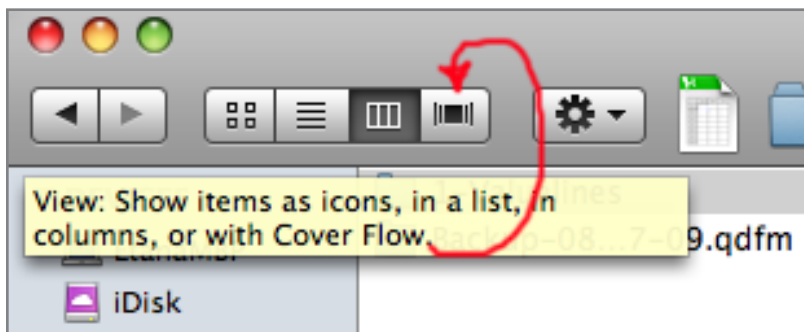 View: Show items as icons, in a list, in
columns, or with Cover Flow.
9.qdfm
iDisk